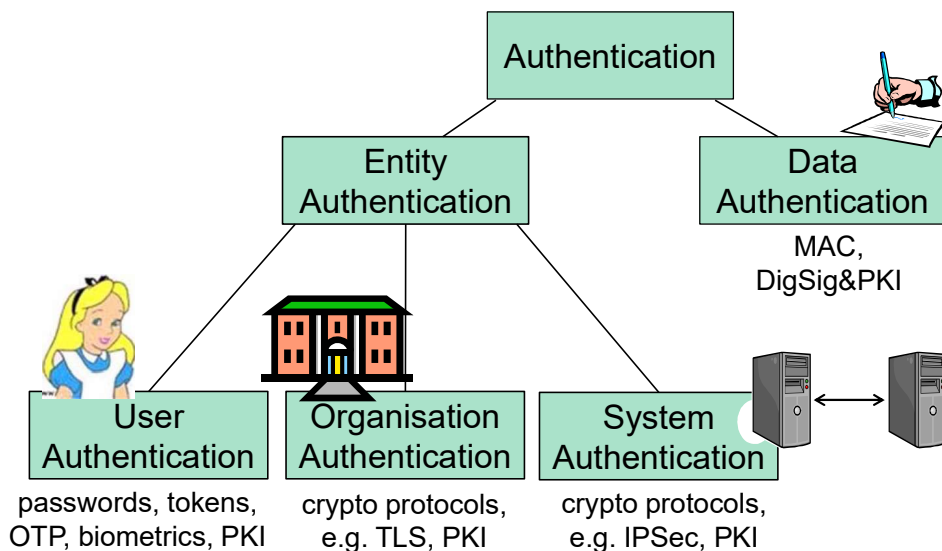 Authentication
Entity
Authentication
Data
Authentication
MAC,
DigSig&PKI
User
Authentication
Organisation
Authentication
System
Authentication
passwords, tokens,
OTP, biometrics, PKI
crypto protocols,
e.g. TLS, PKI
crypto protocols,
e.g. IPSec, PKI